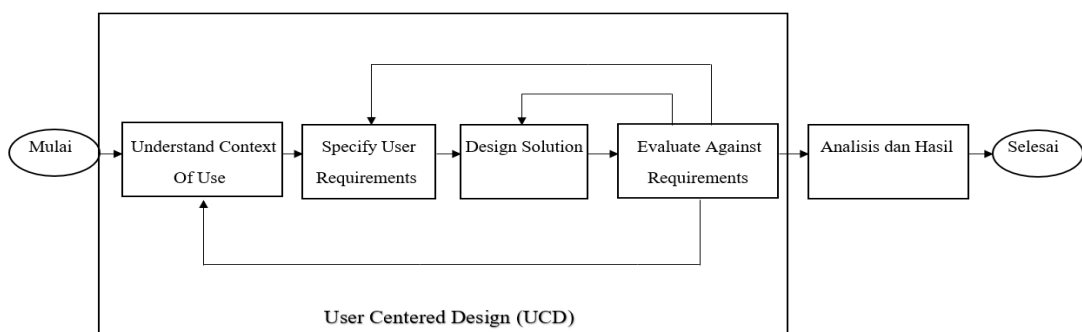 Mulai
Understand Context
Of Use
Specify User
Requirements
Design Solution
Evaluate Against
Requirements
Analisis dan Hasil
Selesai
User Centered Design (UCD)